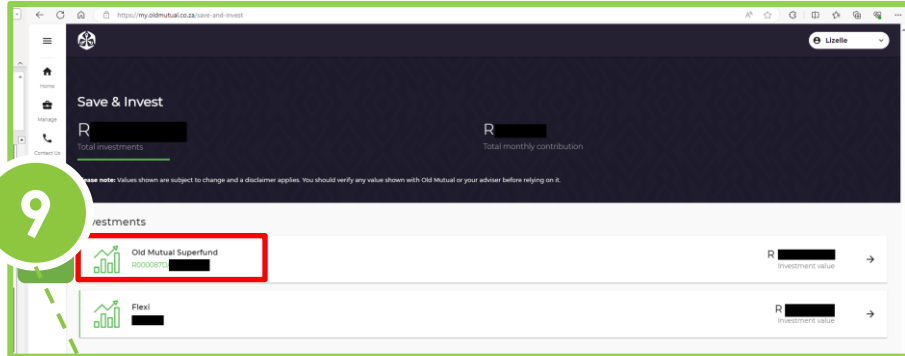 https://my.oldmutual.co.za/save-and-invest
Lizelle
Home
Manage
Contact Us
Save & Invest
R
Total investments
R
Total monthly contribution
ease note: Values shown are subject to change and a disclaimer applies. You should verify any value shown with Old Mutual or your adviser before relying on it.
9
vestments
Old Mutual Superfund
R
Investment value
Flexi
R
Investment value